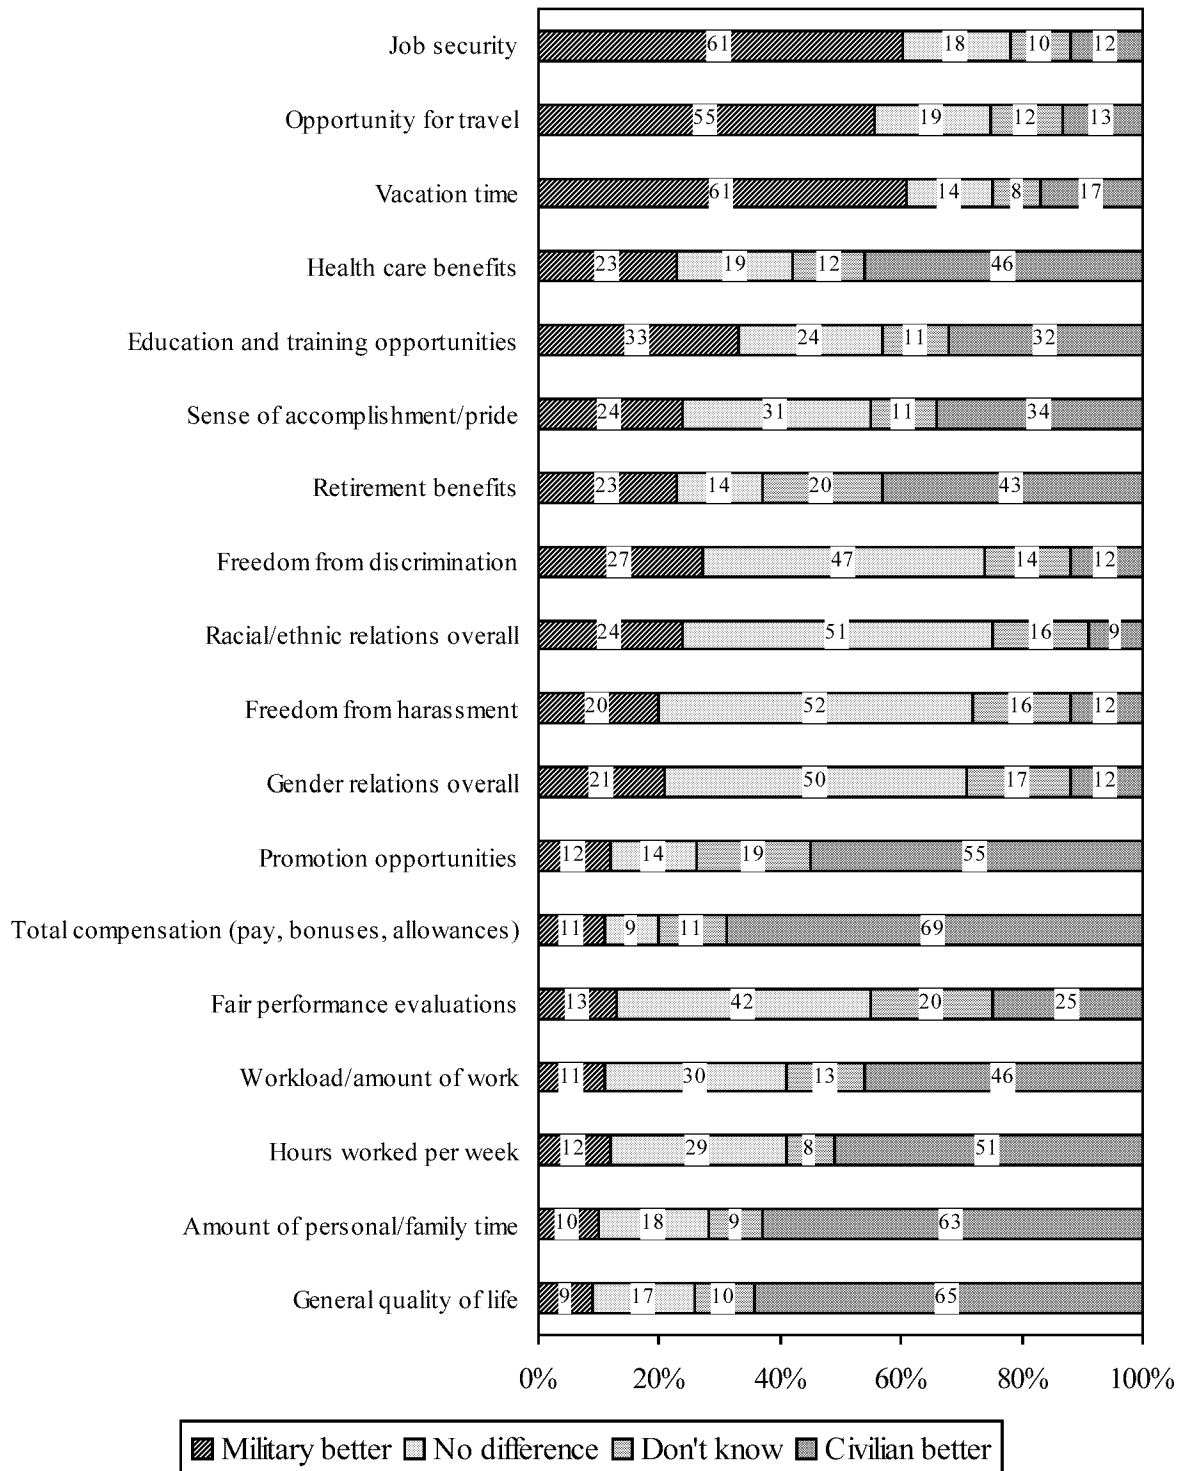 Job security 61 18 10 12
Opportunity for travel 55 19 12 13
Vacation time 61 14 8 17
Health care benefits 23 19 12 46
Education and training opportunities 33 24 11 32
Sense of accomplishment/pride 24 31 11 34
Retirement benefits 23 14 20 43
Freedom from discrimination 27 47 14 12
Racial/ethnic relations overall 24 51 16 9
Freedom from harassment 20 52 16 12
Gender relations overall 21 50 17 12
Promotion opportunities 12 14 19 55
Total compensation (pay, bonuses, allowances) 11 9 11 69
Fair performance evaluations 13 42 20 25
Workload/amount of work 11 30 13 46
Hours worked per week 12 29 8 51
Amount of personal/family time 10 18 9 63
General quality of life 9 17 10 65
0% 20% 40% 60% 80% 100%
Military better No difference Don't know Civilian better